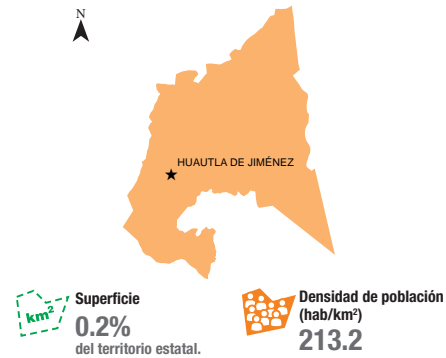 N
HUAUTLA DE JIMÉNEZ
km²
Superficie
0.2%
del territorio estatal.
Densidad de población
(hab/km²)
213.2